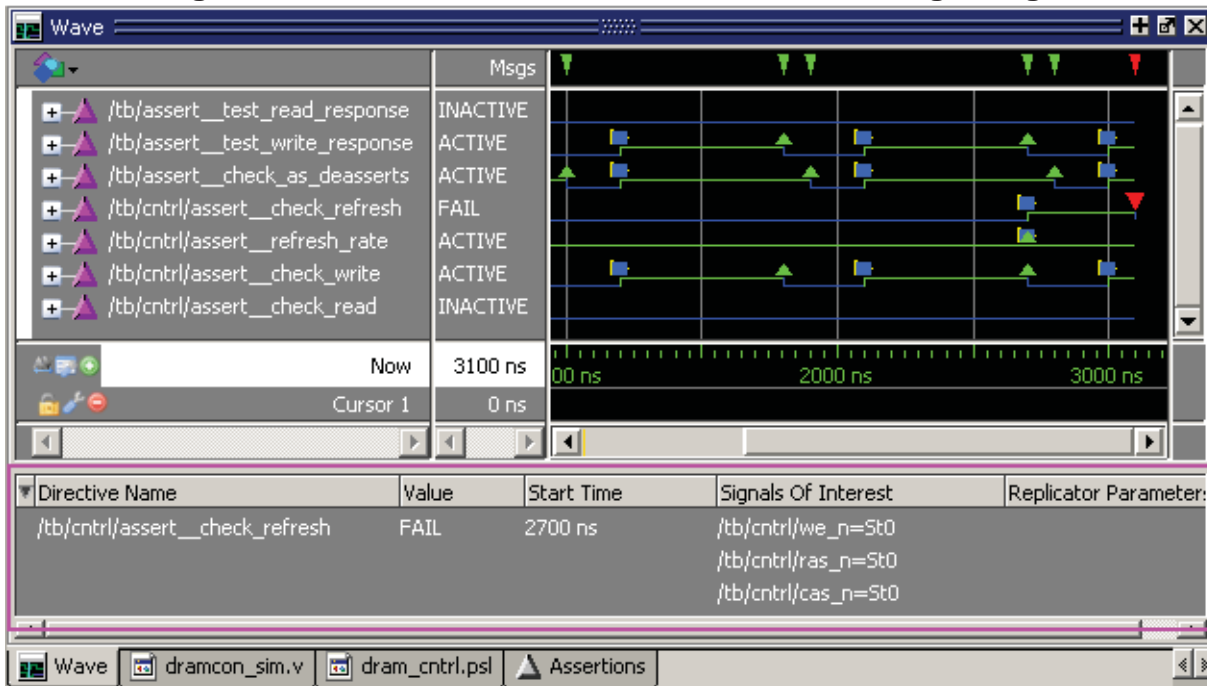 Wave
Msgs
/tb/assert__test_read_response INACTIVE
/tb/assert__test_write_response ACTIVE
/tb/assert__check_as_deasserts ACTIVE
/tb/cntrl/assert__check_refresh FAIL
/tb/cntrl/assert__refresh_rate ACTIVE
/tb/cntrl/assert__check_write ACTIVE
/tb/cntrl/assert__check_read INACTIVE
Now 3100 ns 00 ns 2000 ns 3000 ns
Cursor 1 0 ns
Directive Name Value Start Time Signals Of Interest Replicator Parameter
/tb/cntrl/assert__check_refresh FAIL 2700 ns /tb/cntrl/we_n=St0
/tb/cntrl/ras_n=St0
/tb/cntrl/cas_n=St0
Wave dramcon_sim.v dram_cntrl.psl Assertions